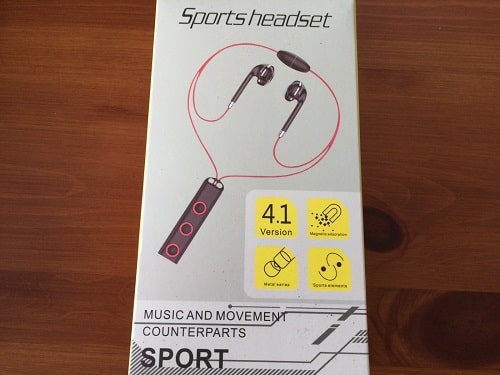 Sports headset
4.1
Version
Magnetic adsorption
Metal earcap
Sports elements
MUSIC AND MOVEMENT
COUNTERPARTS
SPORT